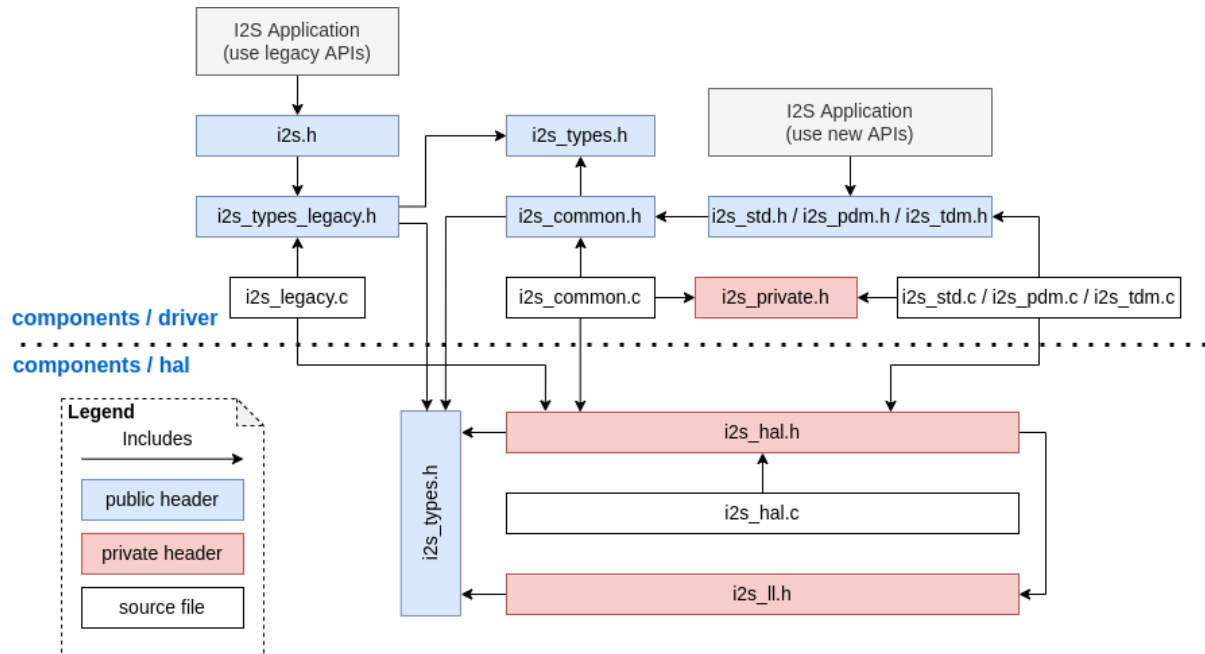 I2S Application
(use legacy APIs)
I2S Application
(use new APIs)
i2s.h
i2s_types.h
i2s_types_legacy.h
i2s_common.h
i2s_std.h / i2s_pdm.h / i2s_tdm.h
i2s_legacy.c
i2s_common.c
i2s_private.h
i2s_std.c / i2s_pdm.c / i2s_tdm.c
components / driver
components / hal
Legend
Includes
public header
private header
source file
i2s_types.h
i2s_hal.h
i2s_hal.c
i2s_ll.h